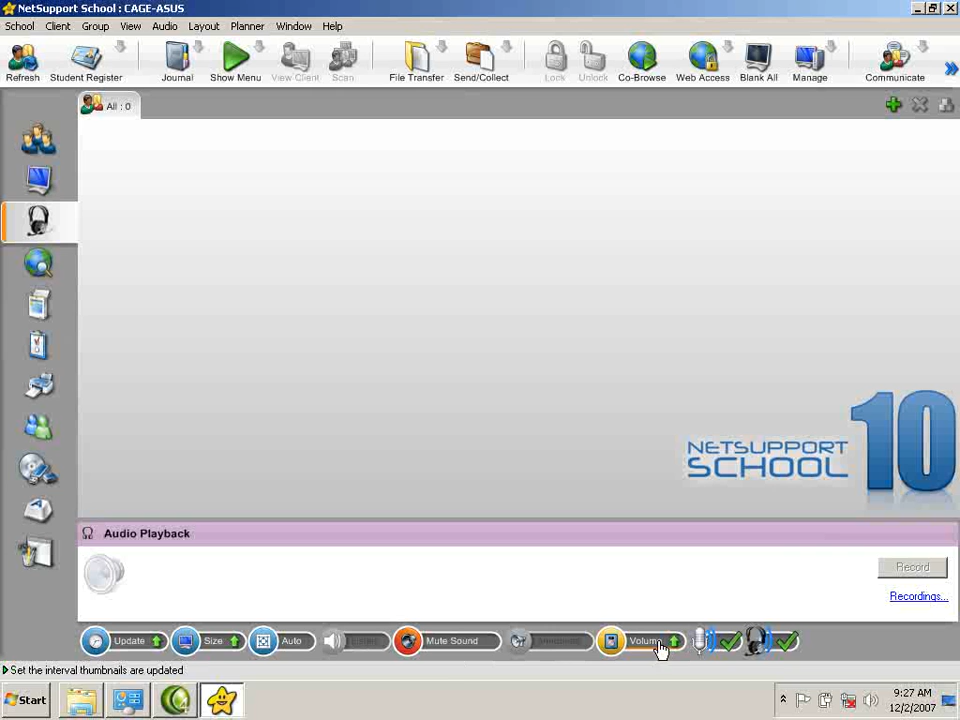 NetSupport School : CAGE-ASUS
School Client Group View Audio Layout Planner Window Help
Refresh Student Register Journal Show Menu View Client Scan File Transfer Send/Collect Lock Unlock Co-Browse Web Access Blank All Manage Communicate
All : 0
NETSUPPORT
SCHOOL
10
Audio Playback
Record
Recordings...
Update Size Auto Mute Sound Volume
Set the interval thumbnails are updated
Start
9:27 AM
12/2/2007